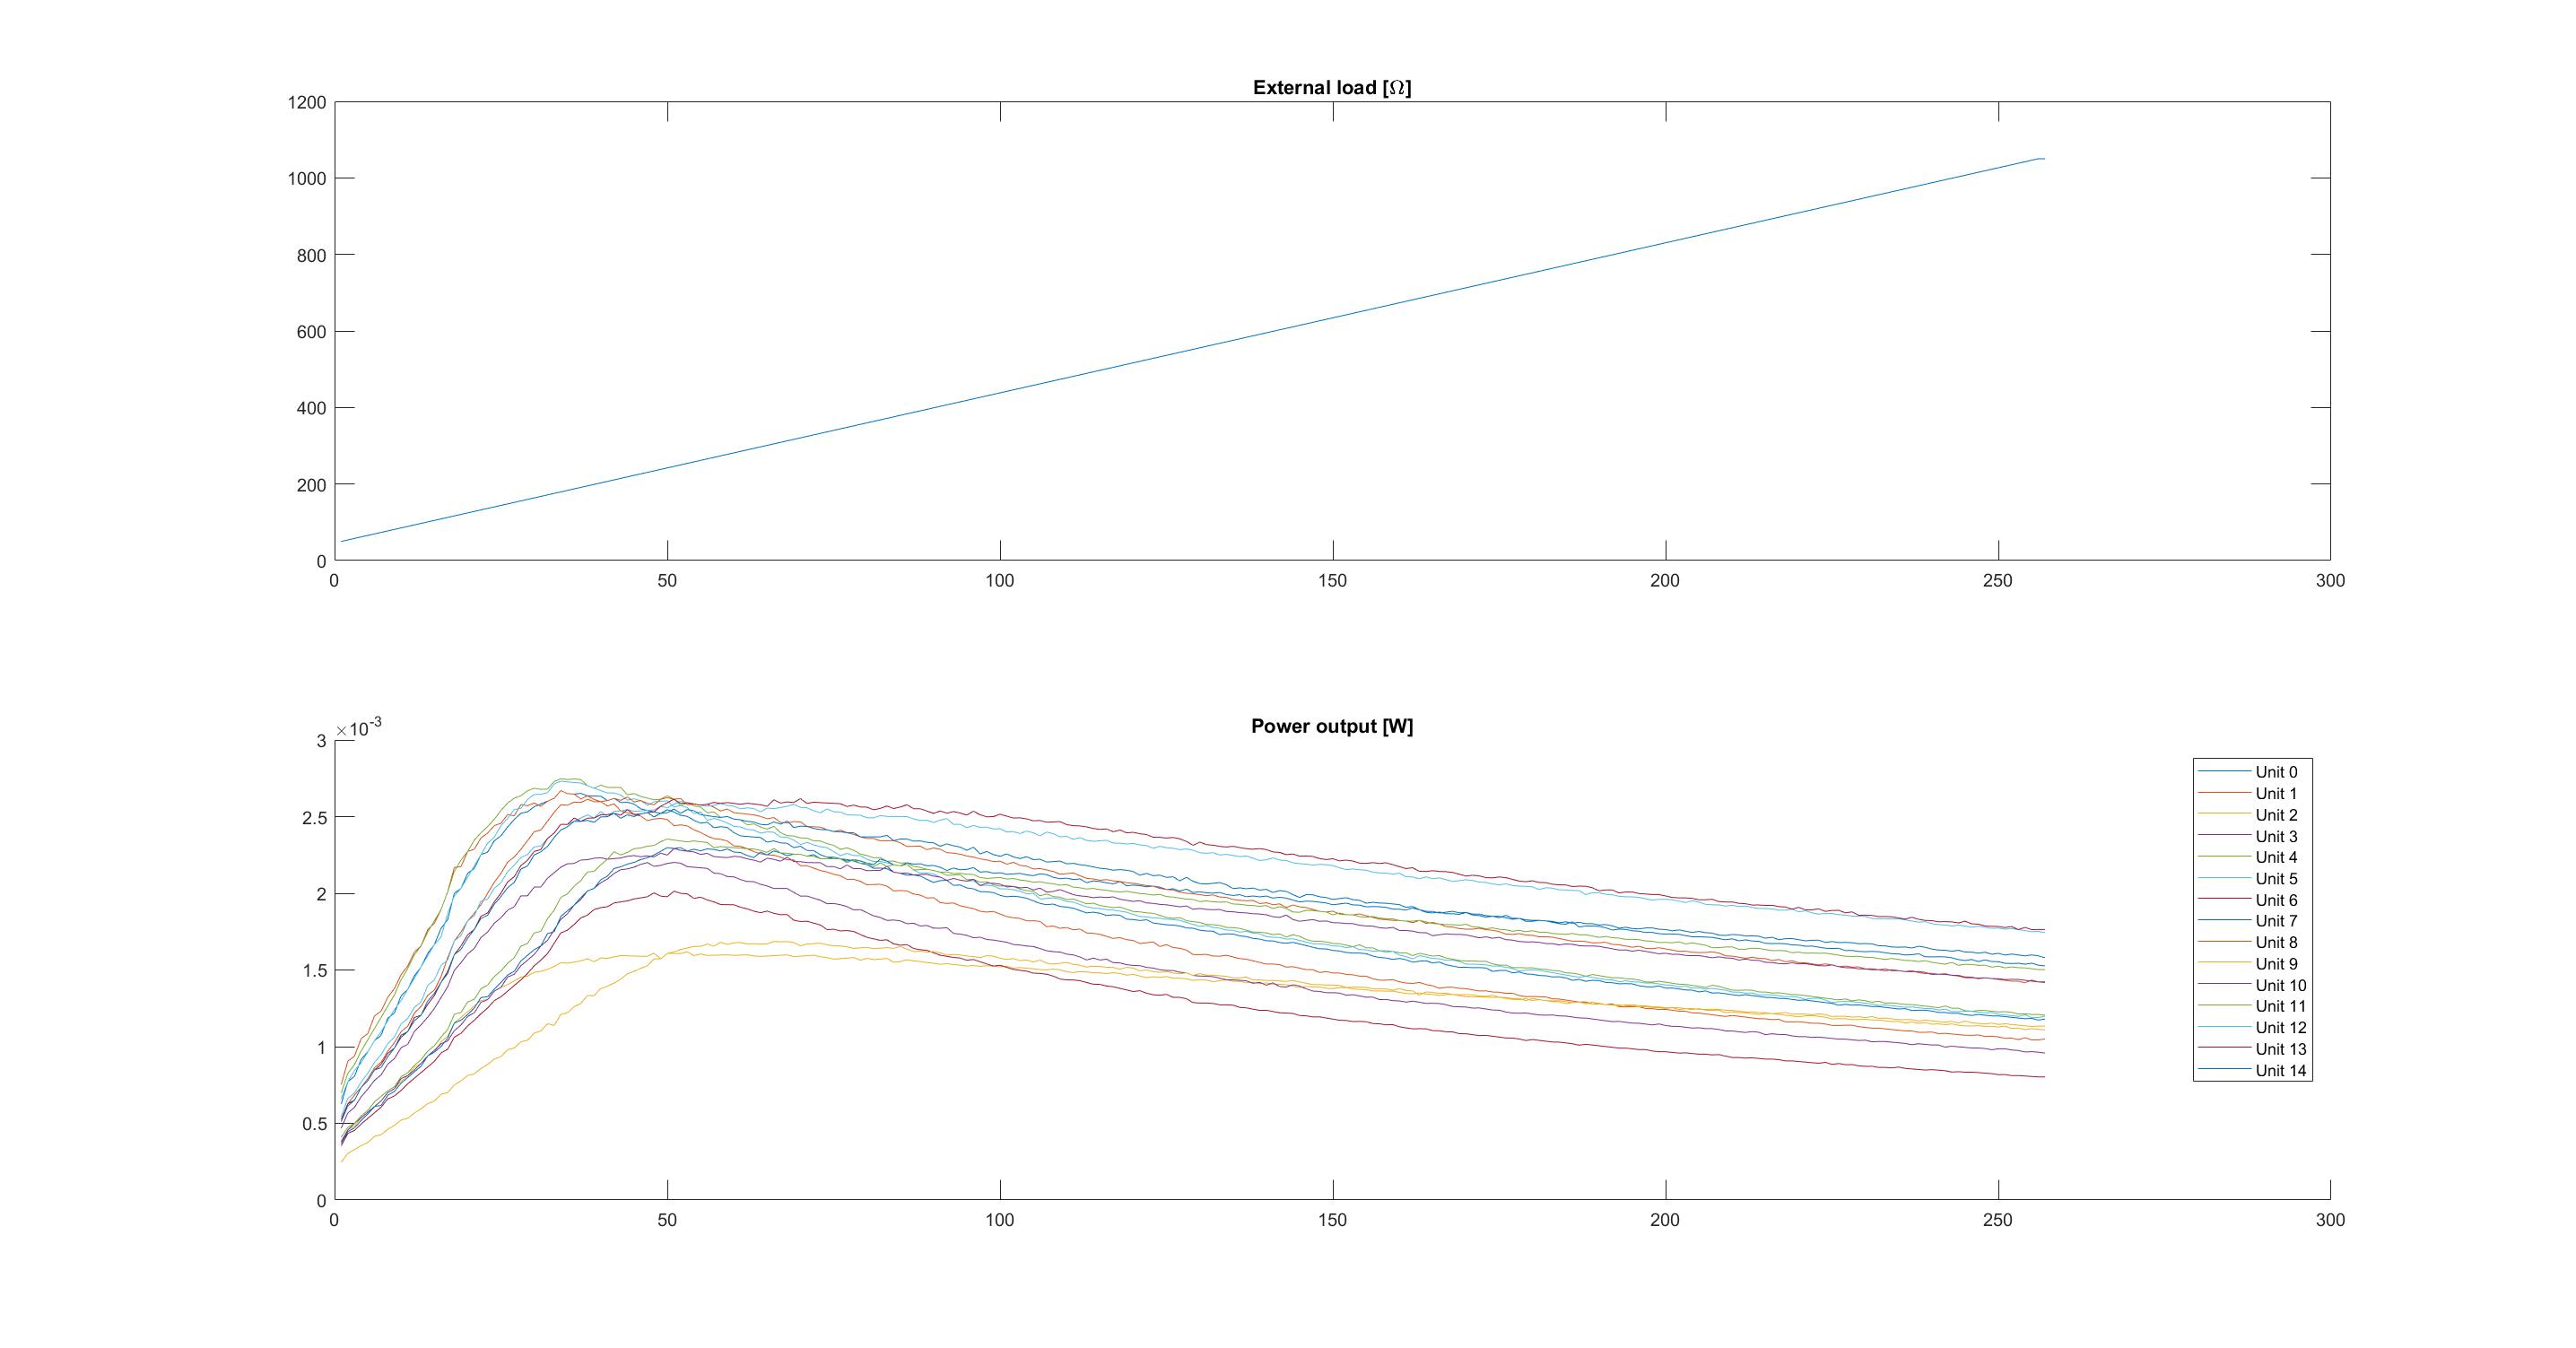 External load [Ω]
1200
1000
800
600
400
200
0
0 50 100 150 200 250 300
Power output [W]
×10-3
3
2.5
2
1.5
1
0.5
0
0 50 100 150 200 250 300
Unit 0
Unit 1
Unit 2
Unit 3
Unit 4
Unit 5
Unit 6
Unit 7
Unit 8
Unit 9
Unit 10
Unit 11
Unit 12
Unit 13
Unit 14